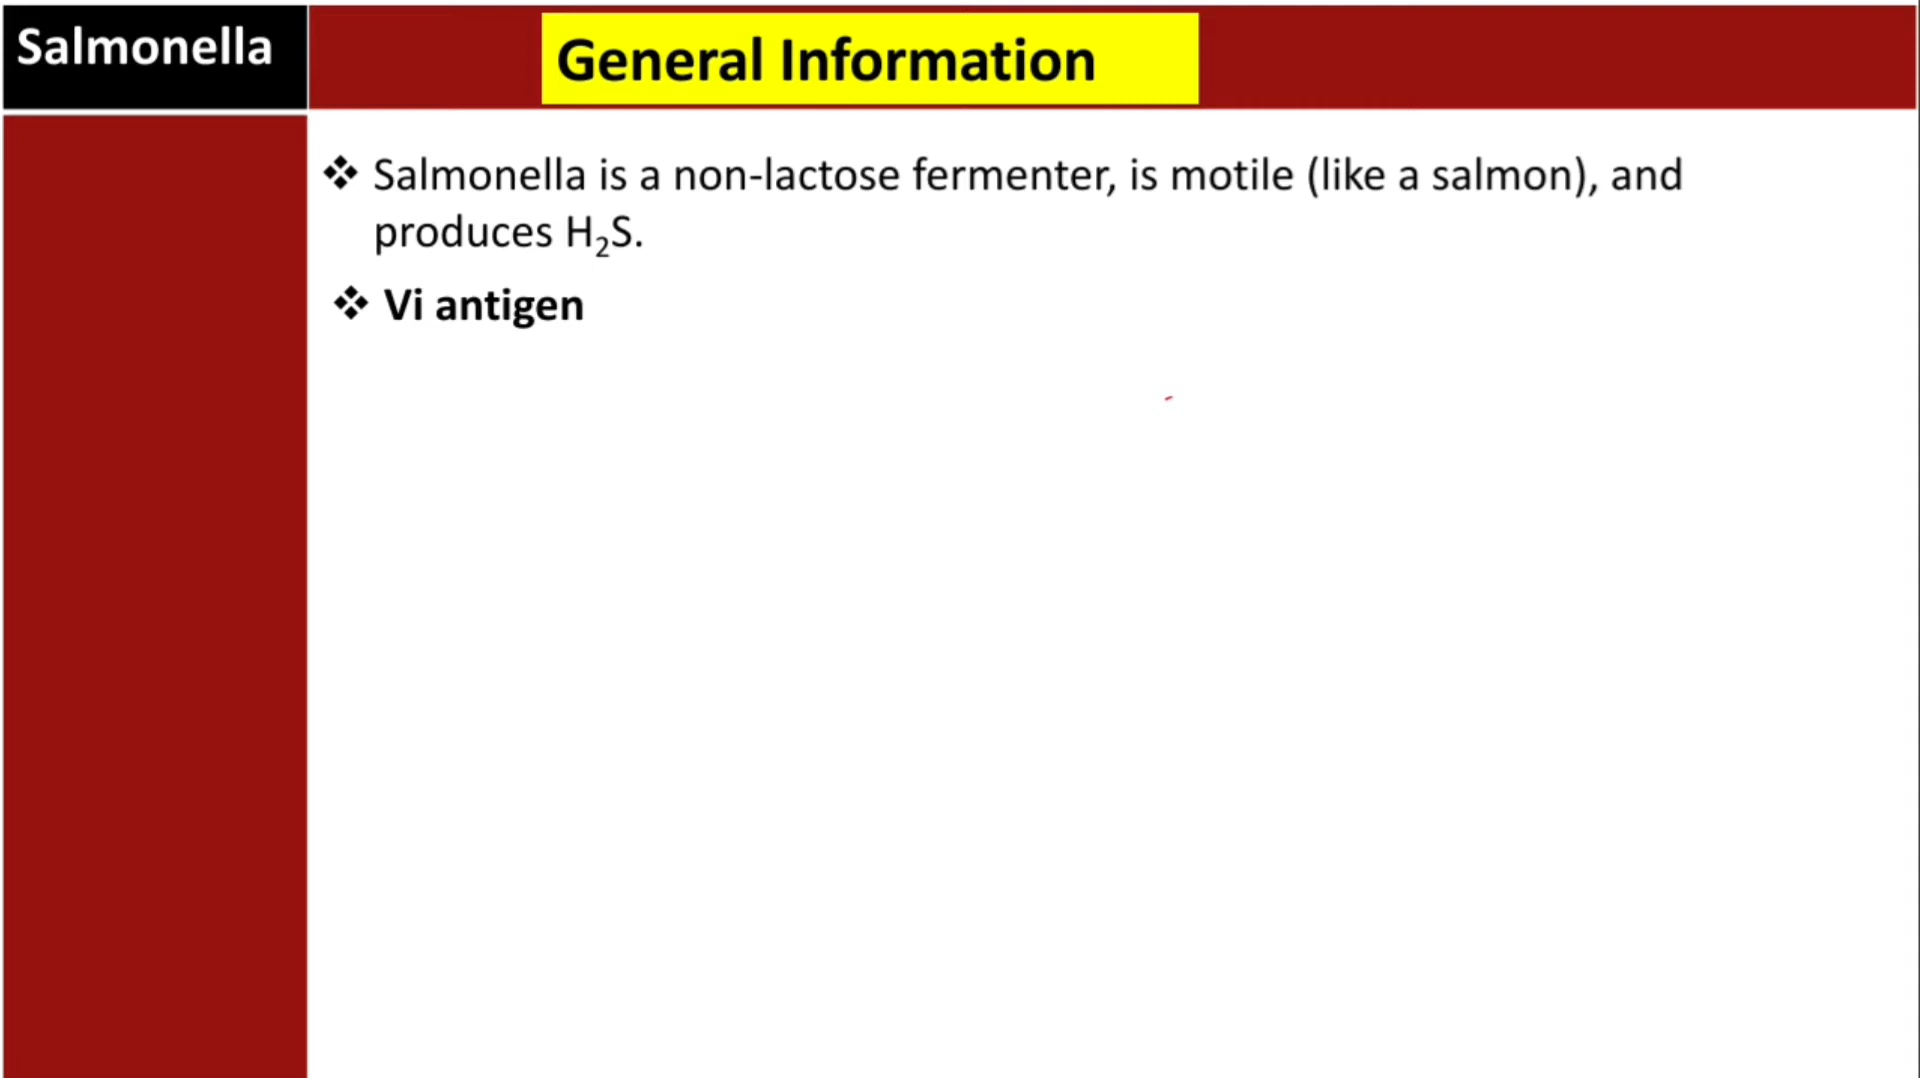 Salmonella
General Information
❖ Salmonella is a non-lactose fermenter, is motile (like a salmon), and
produces H₂S.
❖ Vi antigen